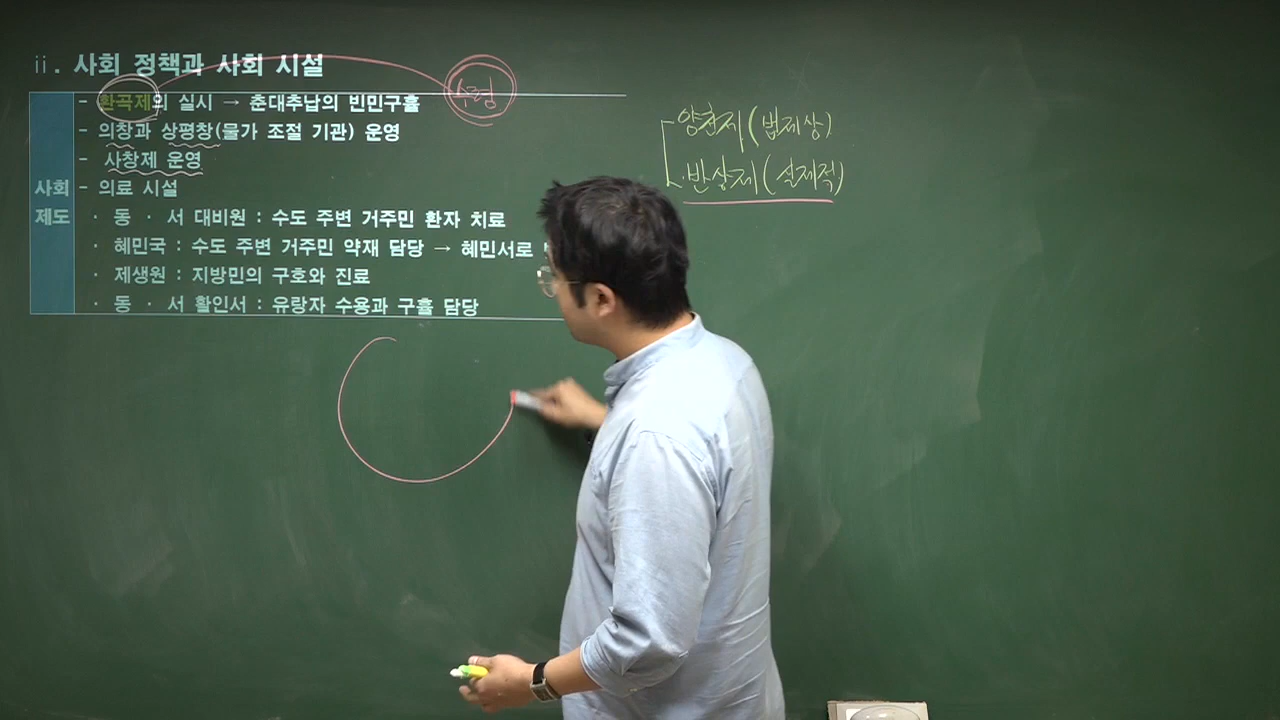 ⅱ. 사회 정책과 사회 시설
사회 제도
- 환곡제의 실시 → 춘대추납의 빈민구휼
- 의창과 상평창(물가 조절 기관) 운영
- 사창제 운영
- 의료 시설
· 동 · 서 대비원 : 수도 주변 거주민 환자 치료
· 혜민국 : 수도 주변 거주민 약재 담당 → 혜민서로
· 제생원 : 지방민의 구호와 진료
· 동 · 서 활인서 : 유랑자 수용과 구휼 담당
수령
양천제(법제상)
반상제(실제적)